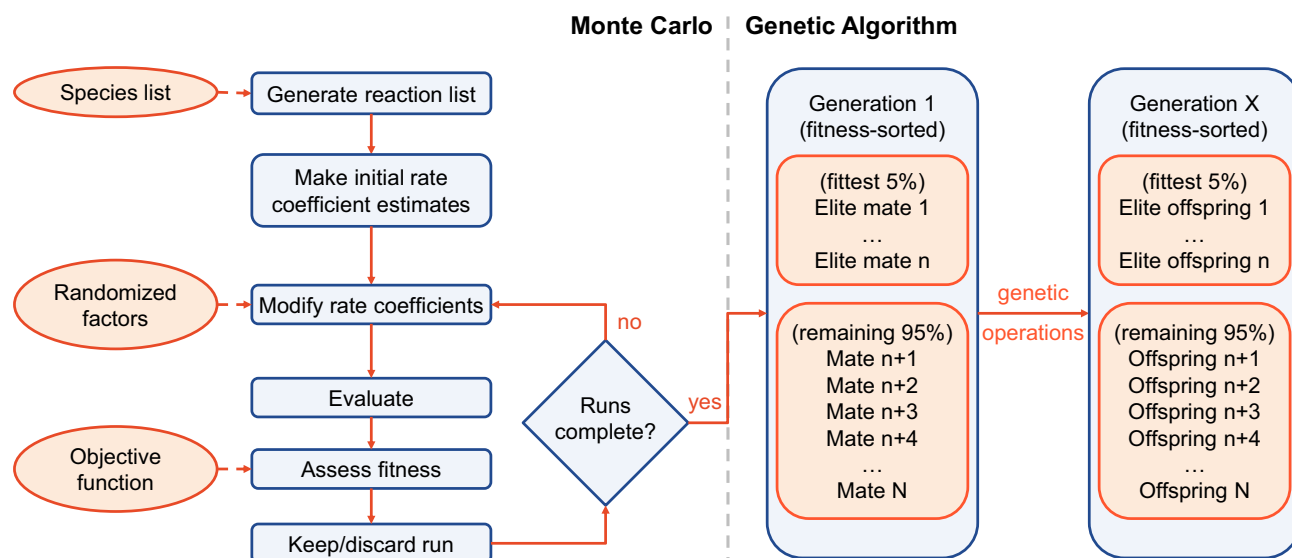 Monte Carlo
Genetic Algorithm
Species list
Generate reaction list
Make initial rate
coefficient estimates
Randomized
factors
Modify rate coefficients
Evaluate
Objective
function
Assess fitness
Keep/discard run
no
Runs
complete?
yes
Generation 1
(fitness-sorted)
(fittest 5%)
Elite mate 1
…
Elite mate n
(remaining 95%)
Mate n+1
Mate n+2
Mate n+3
Mate n+4
…
Mate N
genetic
operations
Generation X
(fitness-sorted)
(fittest 5%)
Elite offspring 1
…
Elite offspring n
(remaining 95%)
Offspring n+1
Offspring n+2
Offspring n+3
Offspring n+4
…
Offspring N